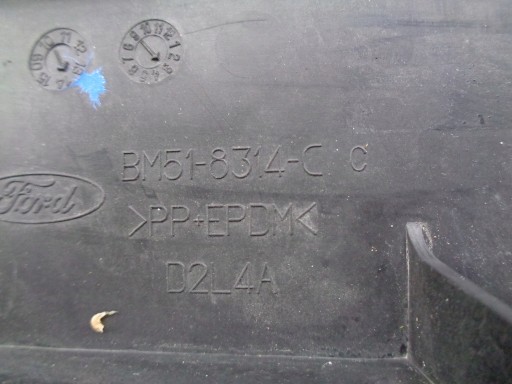 BM51-8314-C C
Ford
>PP+EPDM<
D2L4A